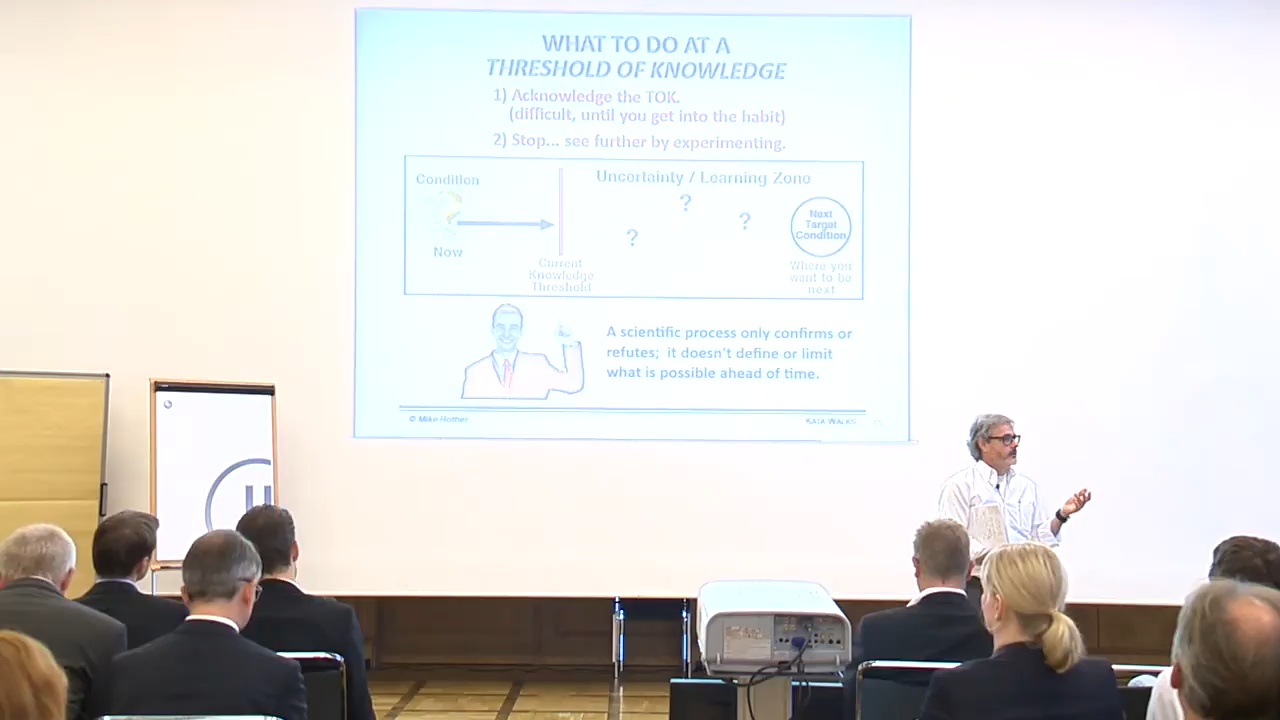 WHAT TO DO AT A
THRESHOLD OF KNOWLEDGE
1) Acknowledge the TOK.
(difficult, until you get into the habit)
2) Stop... see further by experimenting.
Condition
?
Now
Uncertainty / Learning Zone
?
?
?
Current
Knowledge
Threshold
Next
Target
Condition
Where you
want to be
next
A scientific process only confirms or
refutes; it doesn't define or limit
what is possible ahead of time.
© Mike Rother
KATA WALKS